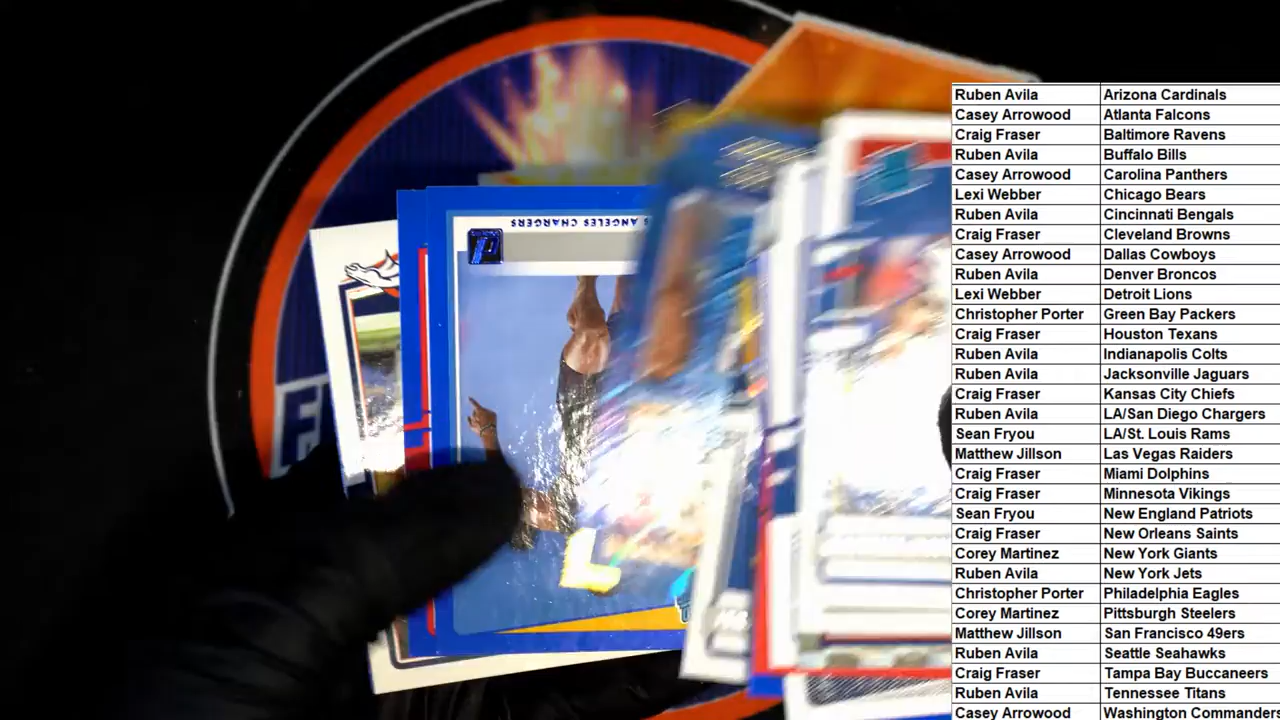 ANGELES CHARGERS
P
F
Ruben Avila Arizona Cardinals
Casey Arrowood Atlanta Falcons
Craig Fraser Baltimore Ravens
Ruben Avila Buffalo Bills
Casey Arrowood Carolina Panthers
Lexi Webber Chicago Bears
Ruben Avila Cincinnati Bengals
Craig Fraser Cleveland Browns
Casey Arrowood Dallas Cowboys
Ruben Avila Denver Broncos
Lexi Webber Detroit Lions
Christopher Porter Green Bay Packers
Craig Fraser Houston Texans
Ruben Avila Indianapolis Colts
Ruben Avila Jacksonville Jaguars
Craig Fraser Kansas City Chiefs
Ruben Avila LA/San Diego Chargers
Sean Fryou LA/St. Louis Rams
Matthew Jillson Las Vegas Raiders
Craig Fraser Miami Dolphins
Craig Fraser Minnesota Vikings
Sean Fryou New England Patriots
Craig Fraser New Orleans Saints
Corey Martinez New York Giants
Ruben Avila New York Jets
Christopher Porter Philadelphia Eagles
Corey Martinez Pittsburgh Steelers
Matthew Jillson San Francisco 49ers
Ruben Avila Seattle Seahawks
Craig Fraser Tampa Bay Buccaneers
Ruben Avila Tennessee Titans
Casey Arrowood Washington Commanders